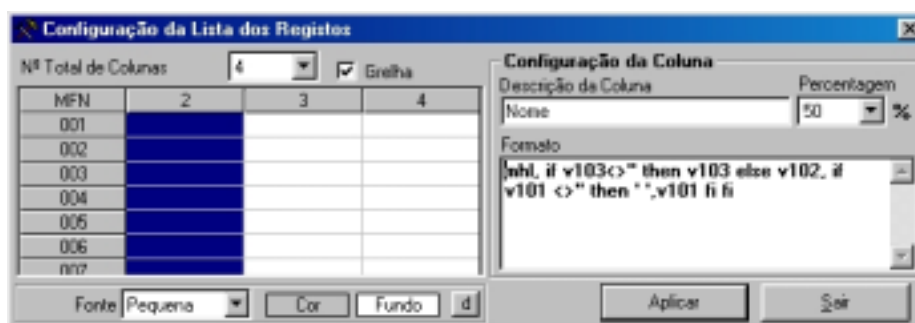 Configuração da Lista dos Registos
Nº Total de Colunas 4 Grelha
MFN 2 3 4
001
002
003
004
005
006
007
Fonte Pequena Cor Fundo d
Configuração da Coluna
Descrição da Coluna Percentagem
Nome 50 %
Formato
mhl, if v103<>'' then v103 else v102, if
v101 <>'' then ' ',v101 fi fi
Aplicar Sair